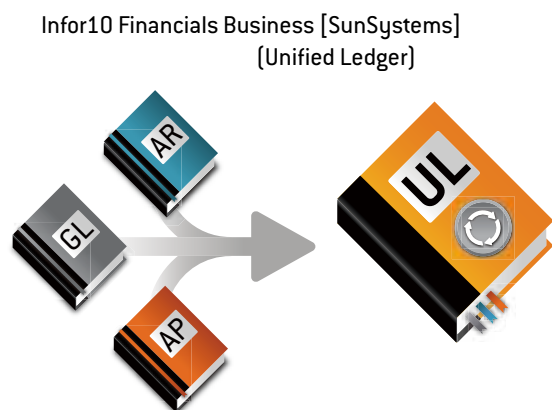 Infor10 Financials Business [SunSystems]
(Unified Ledger)
AR
GL
AP
UL